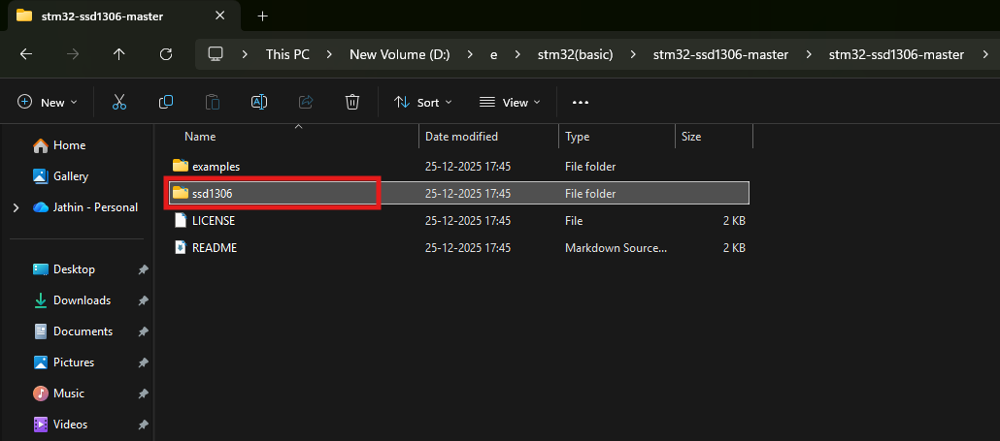 stm32-ssd1306-master
This PC > New Volume (D:) > e > stm32(basic) > stm32-ssd1306-master > stm32-ssd1306-master >
New Sort View
Name Date modified Type Size
Home
Gallery
Jathin - Personal
Desktop
Downloads
Documents
Pictures
Music
Videos
examples 25-12-2025 17:45 File folder
ssd1306 25-12-2025 17:45 File folder
LICENSE 25-12-2025 17:45 File 2 KB
README 25-12-2025 17:45 Markdown Source... 2 KB